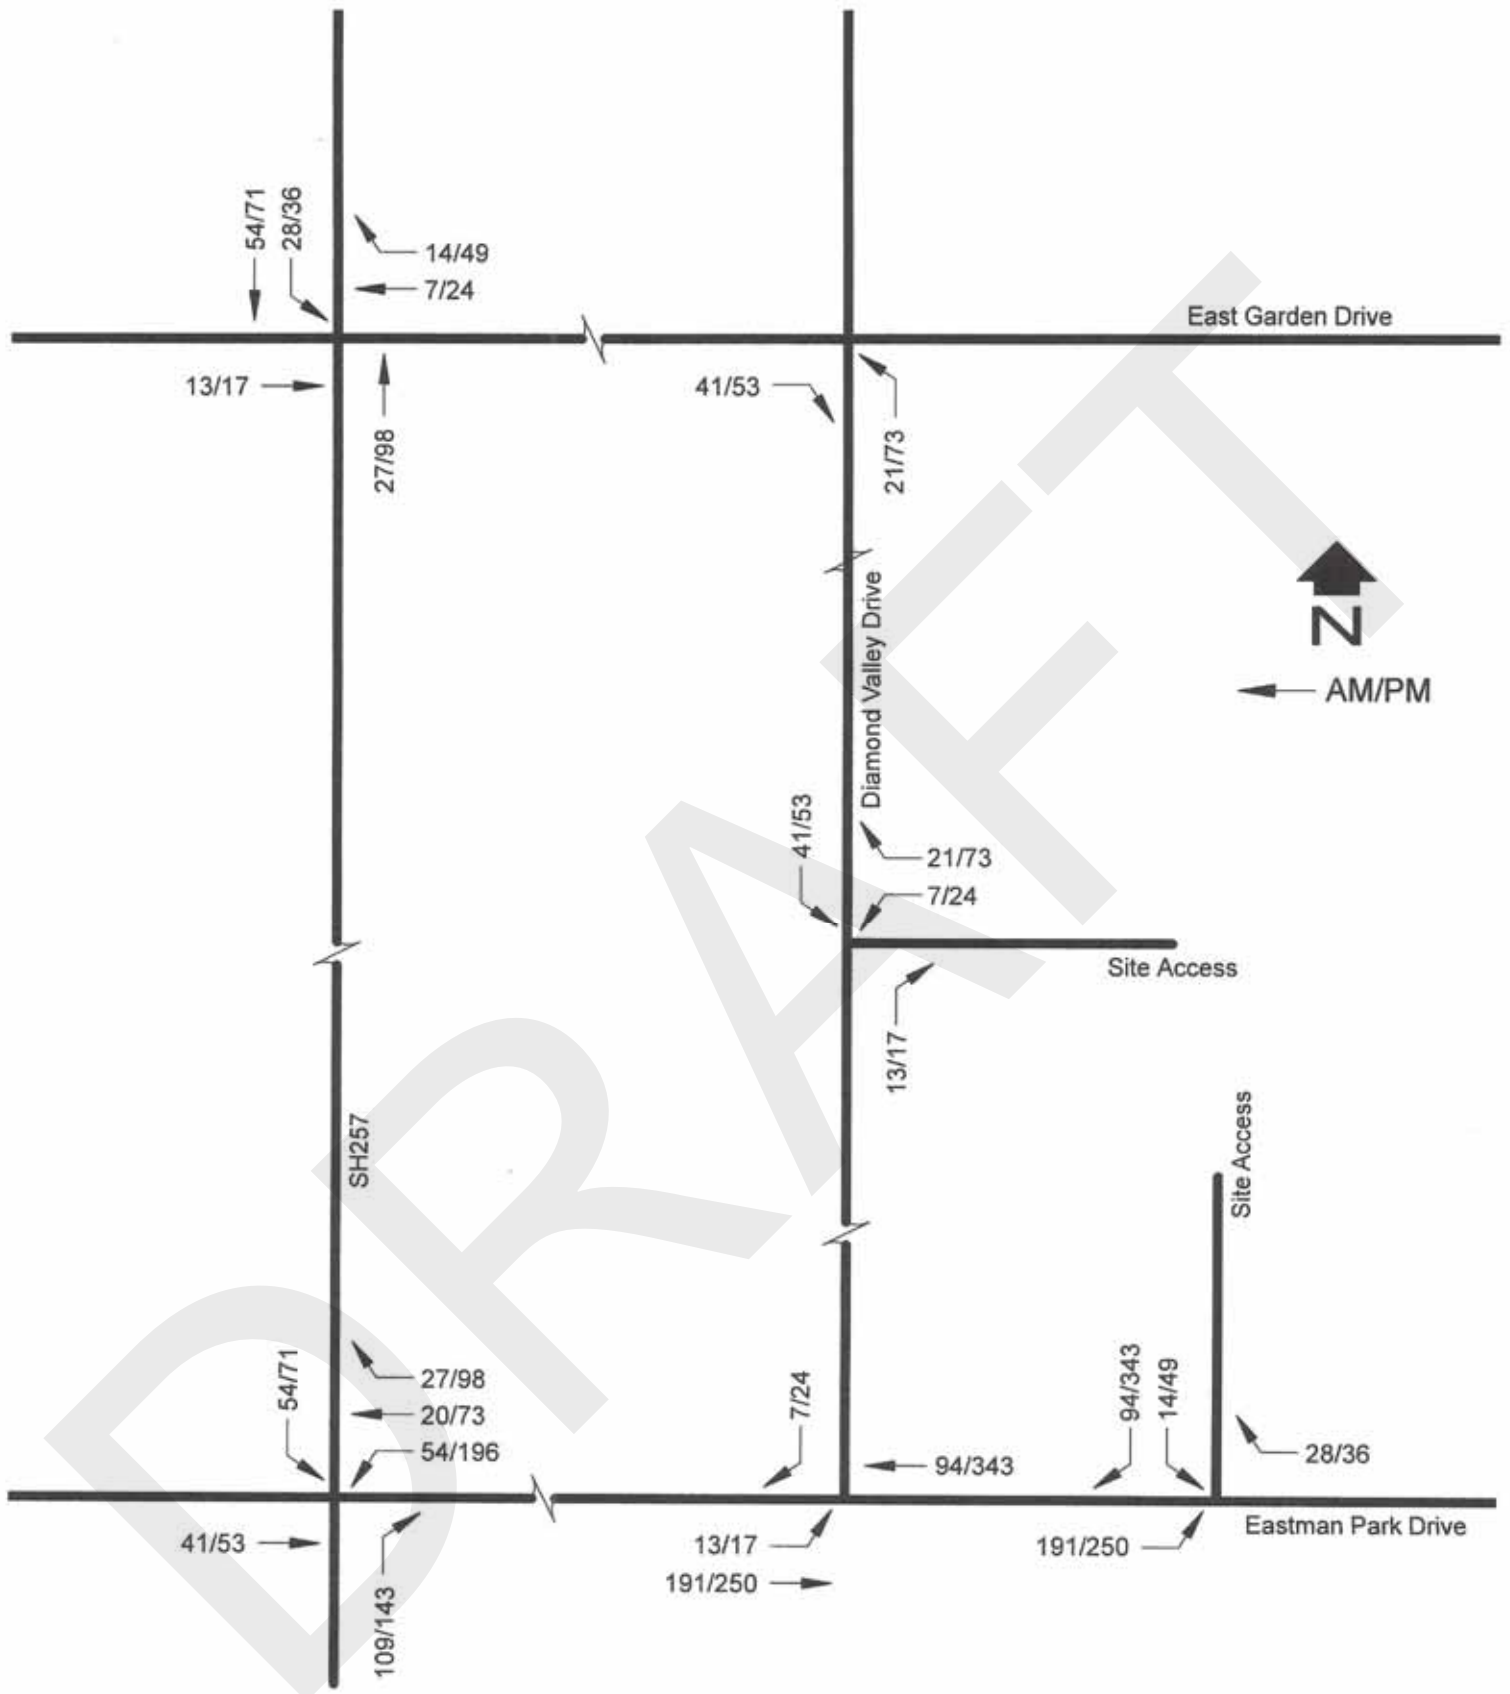 54/71
28/36
14/49
7/24
East Garden Drive
13/17
27/98
41/53
21/73
Diamond Valley Drive
N
AM/PM
41/53
21/73
7/24
Site Access
13/17
SH257
Site Access
54/71
27/98
20/73
54/196
7/24
94/343
94/343
14/49
28/36
41/53
109/143
13/17
191/250
191/250
Eastman Park Drive
DRAFT